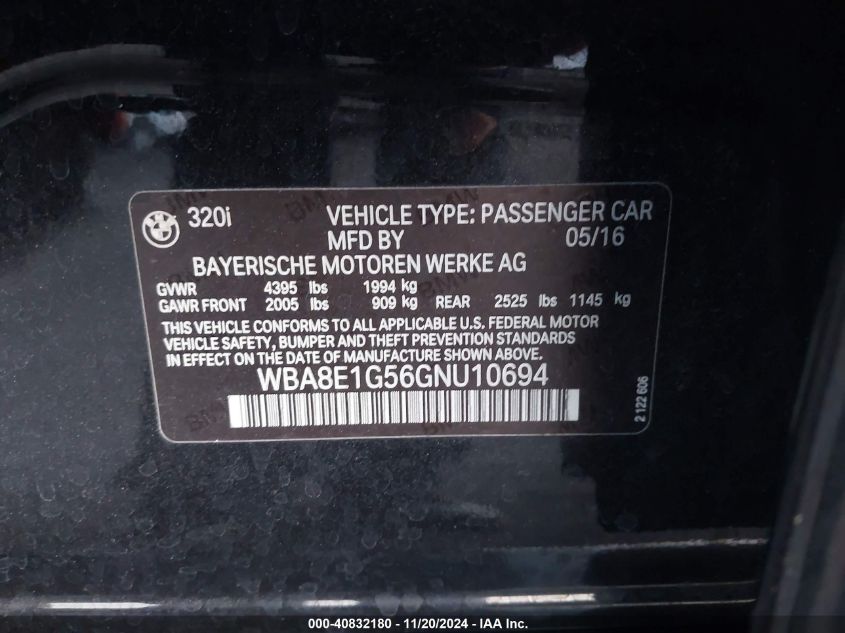 320i VEHICLE TYPE: PASSENGER CAR
MFD BY 05/16
BAYERISCHE MOTOREN WERKE AG
GVWR 4395 lbs 1994 kg
GAWR FRONT 2005 lbs 909 kg REAR 2525 lbs 1145 kg
THIS VEHICLE CONFORMS TO ALL APPLICABLE U.S. FEDERAL MOTOR
VEHICLE SAFETY, BUMPER AND THEFT PREVENTION STANDARDS
IN EFFECT ON THE DATE OF MANUFACTURE SHOWN ABOVE.
WBA8E1G56GNU10694
2 122 606
000-40832180 - 11/20/2024 - IAA Inc.